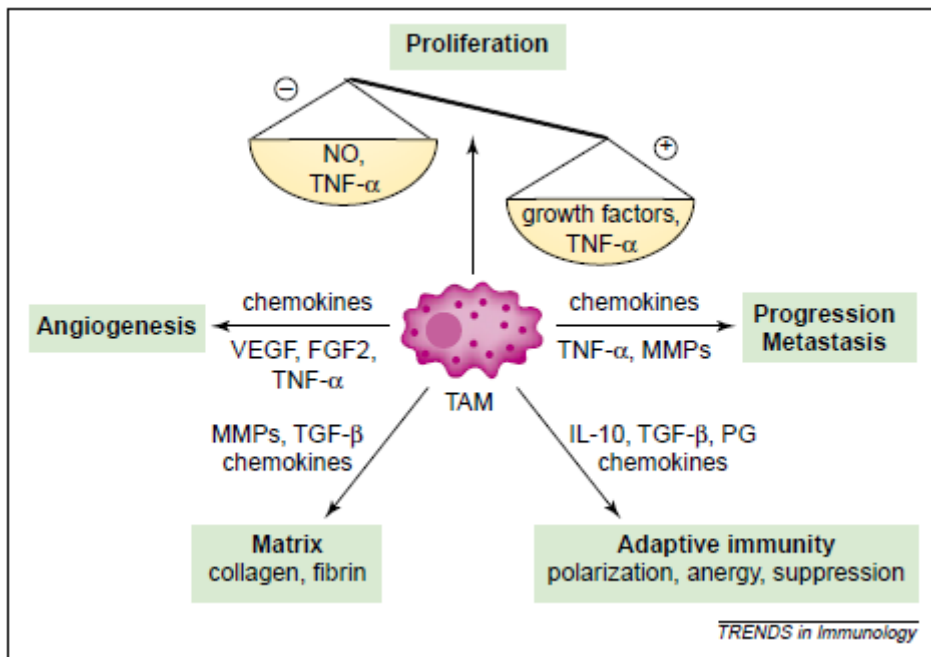 Proliferation
−
+
NO,
TNF-α
growth factors,
TNF-α
chemokines
chemokines
Angiogenesis
Progression
Metastasis
VEGF, FGF2,
TNF-α
TNF-α, MMPs
TAM
MMPs, TGF-β
chemokines
IL-10, TGF-β, PG
chemokines
Matrix
collagen, fibrin
Adaptive immunity
polarization, anergy, suppression
TRENDS in Immunology